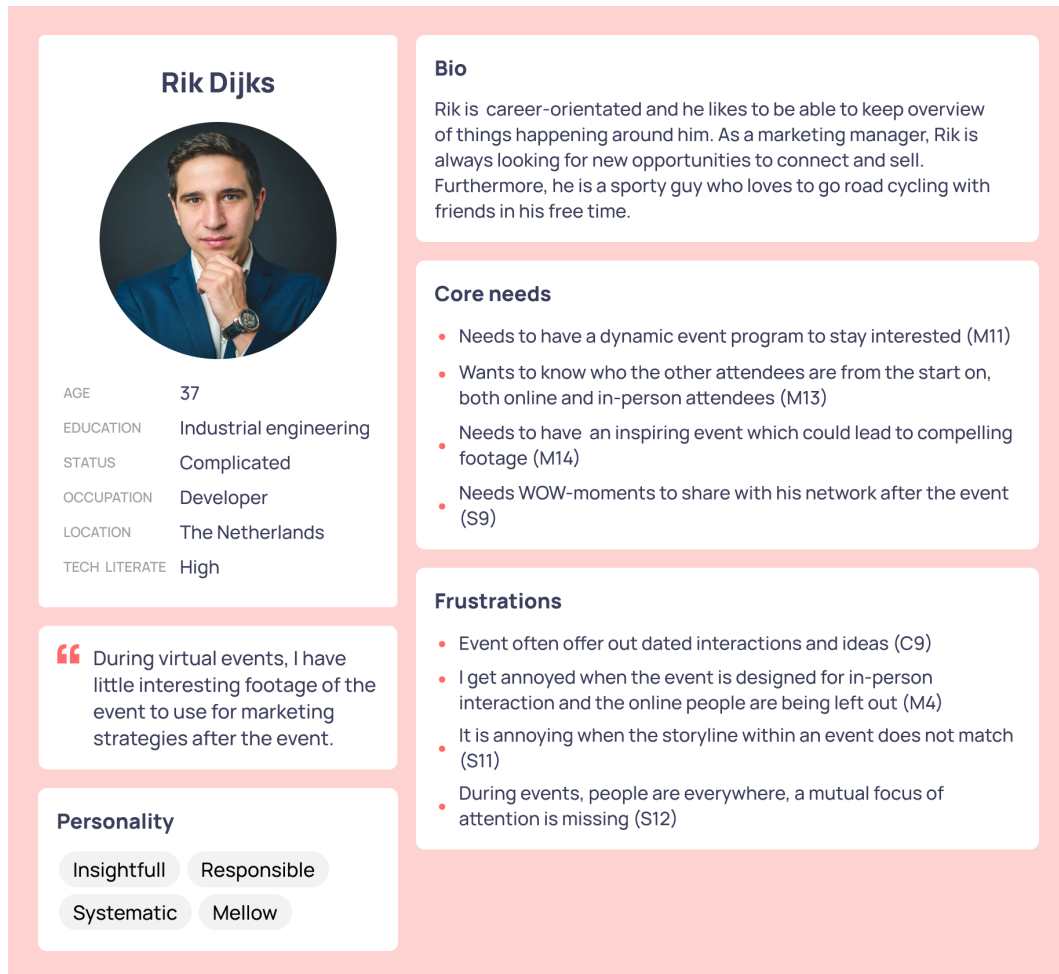 Rik Dijks
AGE 37
EDUCATION Industrial engineering
STATUS Complicated
OCCUPATION Developer
LOCATION The Netherlands
TECH LITERATE High
“
During virtual events, I have
little interesting footage of the
event to use for marketing
strategies after the event.
Personality
Insightfull Responsible
Systematic Mellow
Bio
Rik is  career-orientated and he likes to be able to keep overview
of things happening around him. As a marketing manager, Rik is
always looking for new opportunities to connect and sell.
Furthermore, he is a sporty guy who loves to go road cycling with
friends in his free time.
Core needs
• Needs to have a dynamic event program to stay interested (M11)
• Wants to know who the other attendees are from the start on,
both online and in-person attendees (M13)
• Needs to have  an inspiring event which could lead to compelling
footage (M14)
• Needs WOW-moments to share with his network after the event
(S9)
Frustrations
• Event often offer out dated interactions and ideas (C9)
• I get annoyed when the event is designed for in-person
interaction and the online people are being left out (M4)
• It is annoying when the storyline within an event does not match
(S11)
• During events, people are everywhere, a mutual focus of
attention is missing (S12)